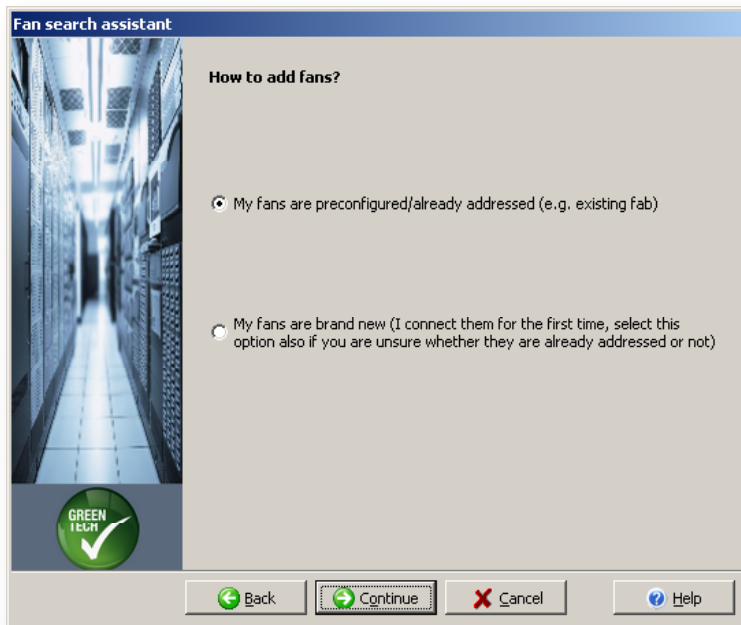 Fan search assistant
How to add fans?
My fans are preconfigured/already addressed (e.g. existing fab)
My fans are brand new (I connect them for the first time, select this
option also if you are unsure whether they are already addressed or not)
GREEN
TECH
Back
Continue
Cancel
Help